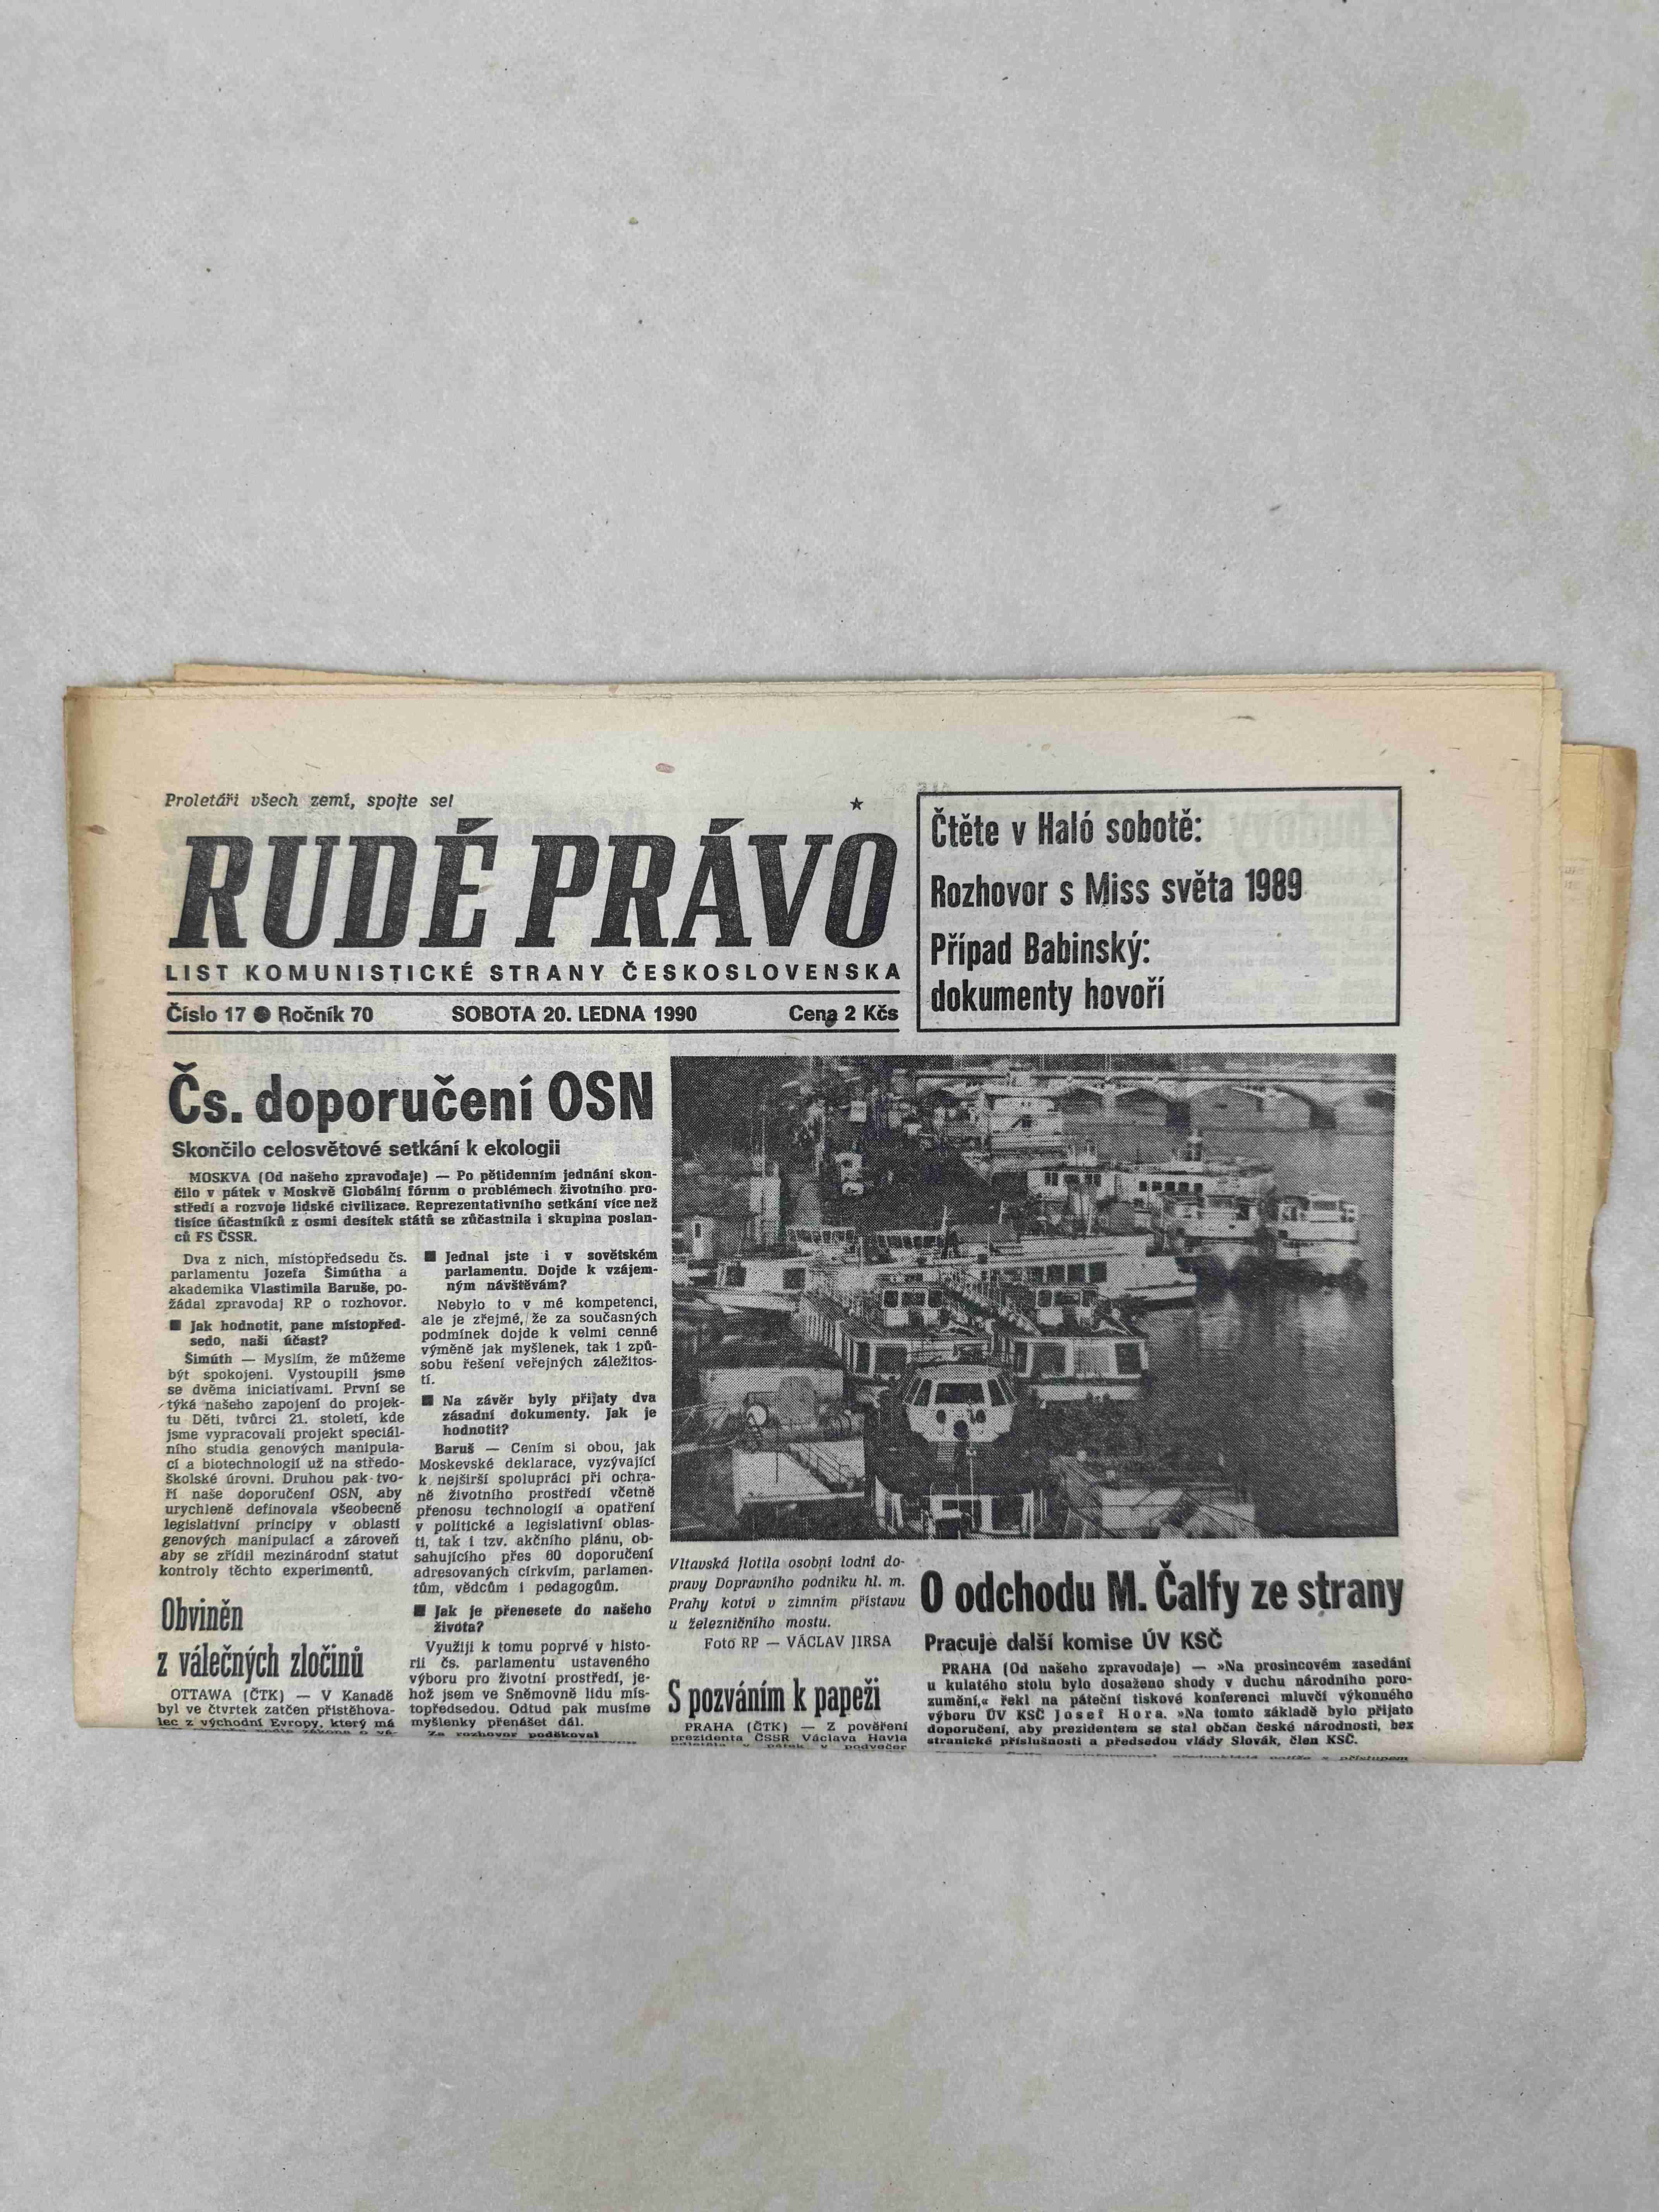 Proletáři všech zemí, spojte se!
RUDÉ PRÁVO
LIST KOMUNISTICKÉ STRANY ČESKOSLOVENSKA
Číslo 17 ● Ročník 70 SOBOTA 20. LEDNA 1990 Cena 2 Kčs
Čtěte v Haló sobotě:
Rozhovor s Miss světa 1989
Případ Babinský:
dokumenty hovoří
Čs. doporučení OSN
Skončilo celosvětové setkání k ekologii
MOSKVA (Od našeho zpravodaje) — Po pětidenním jednání skon-
čilo v pátek v Moskvě Globální fórum o problémech životního pro-
středí a rozvoje lidské civilizace. Reprezentativního setkání více než
tisíce účastníků z osmi desítek států se zúčastnila i skupina poslan-
ců FS ČSSR.
Dva z nich, místopředsedu čs.
parlamentu Jozefa Šimútha a
akademika Vlastimila Baruše, po-
žádal zpravodaj RP o rozhovor.
■ Jak hodnotit, pane místopřed-
sedo, naši účast?
Šimúth — Myslím, že můžeme
být spokojeni. Vystoupili jsme
se dvěma iniciativami. První se
týká našeho zapojení do projek-
tu Děti, tvůrci 21. století, kde
jsme vypracovali projekt speciál-
ního studia genových manipula-
cí a biotechnologií už na středo-
školské úrovni. Druhou pak tvo-
ří naše doporučení OSN, aby
urychleně definovala všeobecně
legislativní principy v oblasti
genových manipulací a zároveň
aby se zřídil mezinárodní statut
kontroly těchto experimentů.
■ Jednal jste i v sovětském
parlamentu. Dojde k vzájem-
ným návštěvám?
Nebylo to v mé kompetenci,
ale je zřejmé, že za současných
podmínek dojde k velmi cenné
výměně jak myšlenek, tak i způ-
sobu řešení veřejných záležitos-
tí.
■ Na závěr byly přijaty dva
zásadní dokumenty. Jak je
hodnotit?
Baruš — Cením si obou, jak
Moskevské deklarace, vyzývající
k nejširší spolupráci při ochra-
ně životního prostředí včetně
přenosu technologií a opatření
v politické a legislativní oblas-
ti, tak i tzv. akčního plánu, ob-
sahujícího přes 60 doporučení
adresovaných církvím, parlamen-
tům, vědcům i pedagogům.
■ Jak je přenesete do našeho
života?
Využiji k tomu poprvé v histo-
rii čs. parlamentu ustaveného
výboru pro životní prostředí, je-
hož jsem ve Sněmovně lidu mís-
topředsedou. Odtud pak musíme
myšlenky přenášet dál.
Za rozhovor poděkoval
Obviněn
z válečných zločinů
OTTAWA (ČTK) — V Kanadě
byl ve čtvrtek zatčen přistěhova-
lec z východní Evropy, který má
Vltavská flotila osobní lodní do-
pravy Dopravního podniku hl. m.
Prahy kotví v zimním přístavu
u železničního mostu.
Foto RP — VÁCLAV JIRSA
S pozváním k papeži
PRAHA (ČTK) — Z pověření
prezidenta ČSSR Václava Havla
v pátek v podvečer
O odchodu M. Čalfy ze strany
Pracuje další komise ÚV KSČ
PRAHA (Od našeho zpravodaje) — »Na prosincovém zasedání
u kulatého stolu bylo dosaženo shody v duchu národního poro-
zumění,« řekl na páteční tiskové konferenci mluvčí výkonného
výboru ÚV KSČ Josef Hora. »Na tomto základě bylo přijato
doporučení, aby prezidentem se stal občan české národnosti, bez
stranické příslušnosti a předsedou vlády Slovák, člen KSČ.